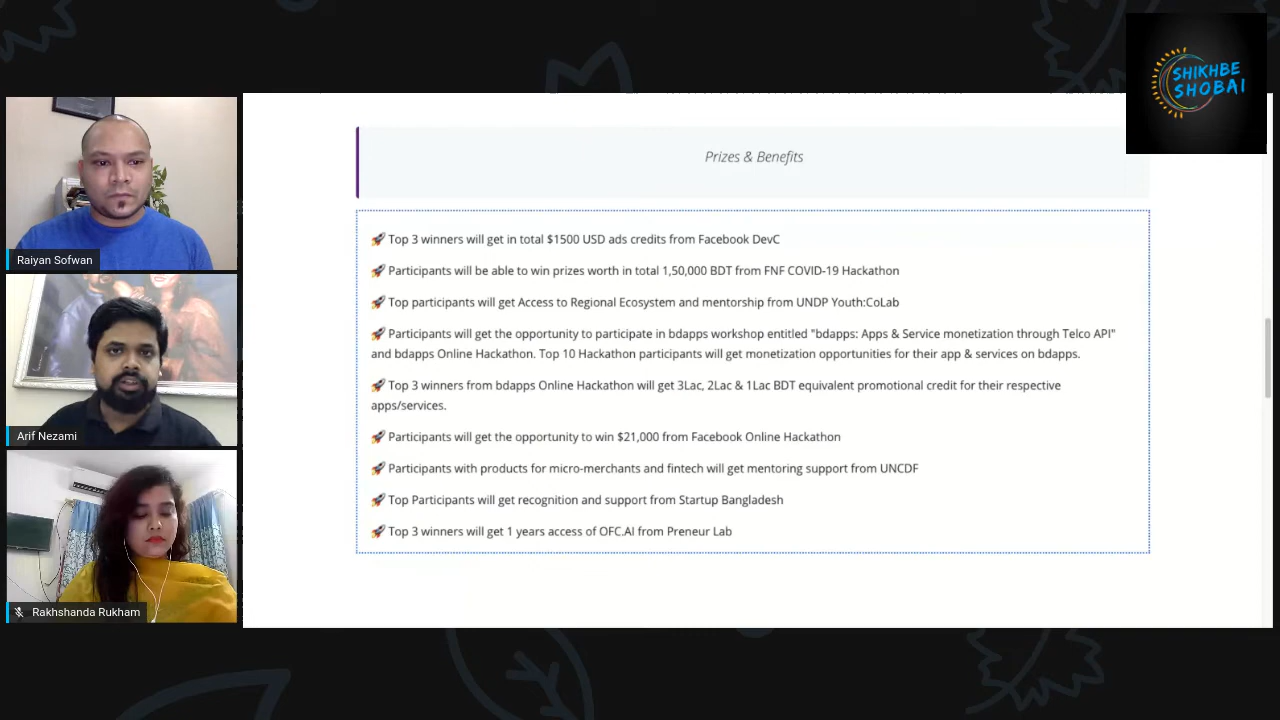 SHIKHBE
SHOBAI
Raiyan Sofwan
Arif Nezami
Rakhshanda Rukham
Prizes & Benefits
🚀 Top 3 winners will get in total $1500 USD ads credits from Facebook DevC
🚀 Participants will be able to win prizes worth in total 1,50,000 BDT from FNF COVID-19 Hackathon
🚀 Top participants will get Access to Regional Ecosystem and mentorship from UNDP Youth:CoLab
🚀 Participants will get the opportunity to participate in bdapps workshop entitled "bdapps: Apps & Service monetization through Telco API"
and bdapps Online Hackathon. Top 10 Hackathon participants will get monetization opportunities for their app & services on bdapps.
🚀 Top 3 winners from bdapps Online Hackathon will get 3Lac, 2Lac & 1Lac BDT equivalent promotional credit for their respective
apps/services.
🚀 Participants will get the opportunity to win $21,000 from Facebook Online Hackathon
🚀 Participants with products for micro-merchants and fintech will get mentoring support from UNCDF
🚀 Top Participants will get recognition and support from Startup Bangladesh
🚀 Top 3 winners will get 1 years access of OFC.AI from Preneur Lab